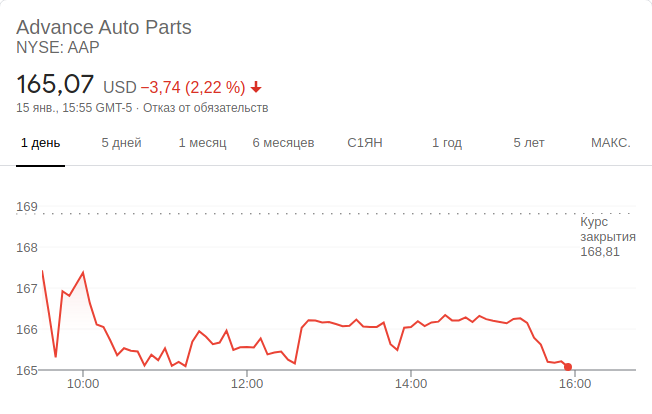 Advance Auto Parts
NYSE: AAP
165,07 USD −3,74 (2,22 %) ↓
15 янв., 15:55 GMT-5 · Отказ от обязательств
1 день 5 дней 1 месяц 6 месяцев С1ЯН 1 год 5 лет МАКС.
169
Курс
закрытия
168,81
168
167
166
165
10:00 12:00 14:00 16:00